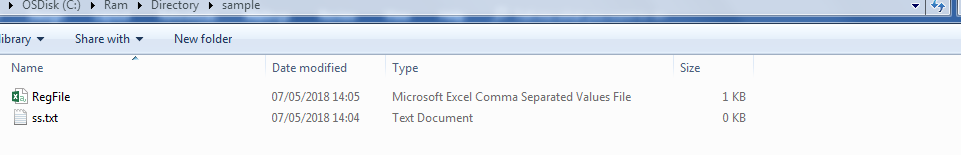 OSDisk (C:) Ram Directory sample
library Share with New folder
Name Date modified Type Size
RegFile 07/05/2018 14:05 Microsoft Excel Comma Separated Values File 1 KB
ss.txt 07/05/2018 14:04 Text Document 0 KB